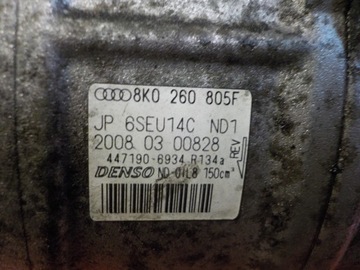 8K0 260 805F
JP 6SEU14C ND1
2008 03 00828
REV
447190-6934 R134a
DENSO ND-OIL8 150cm³